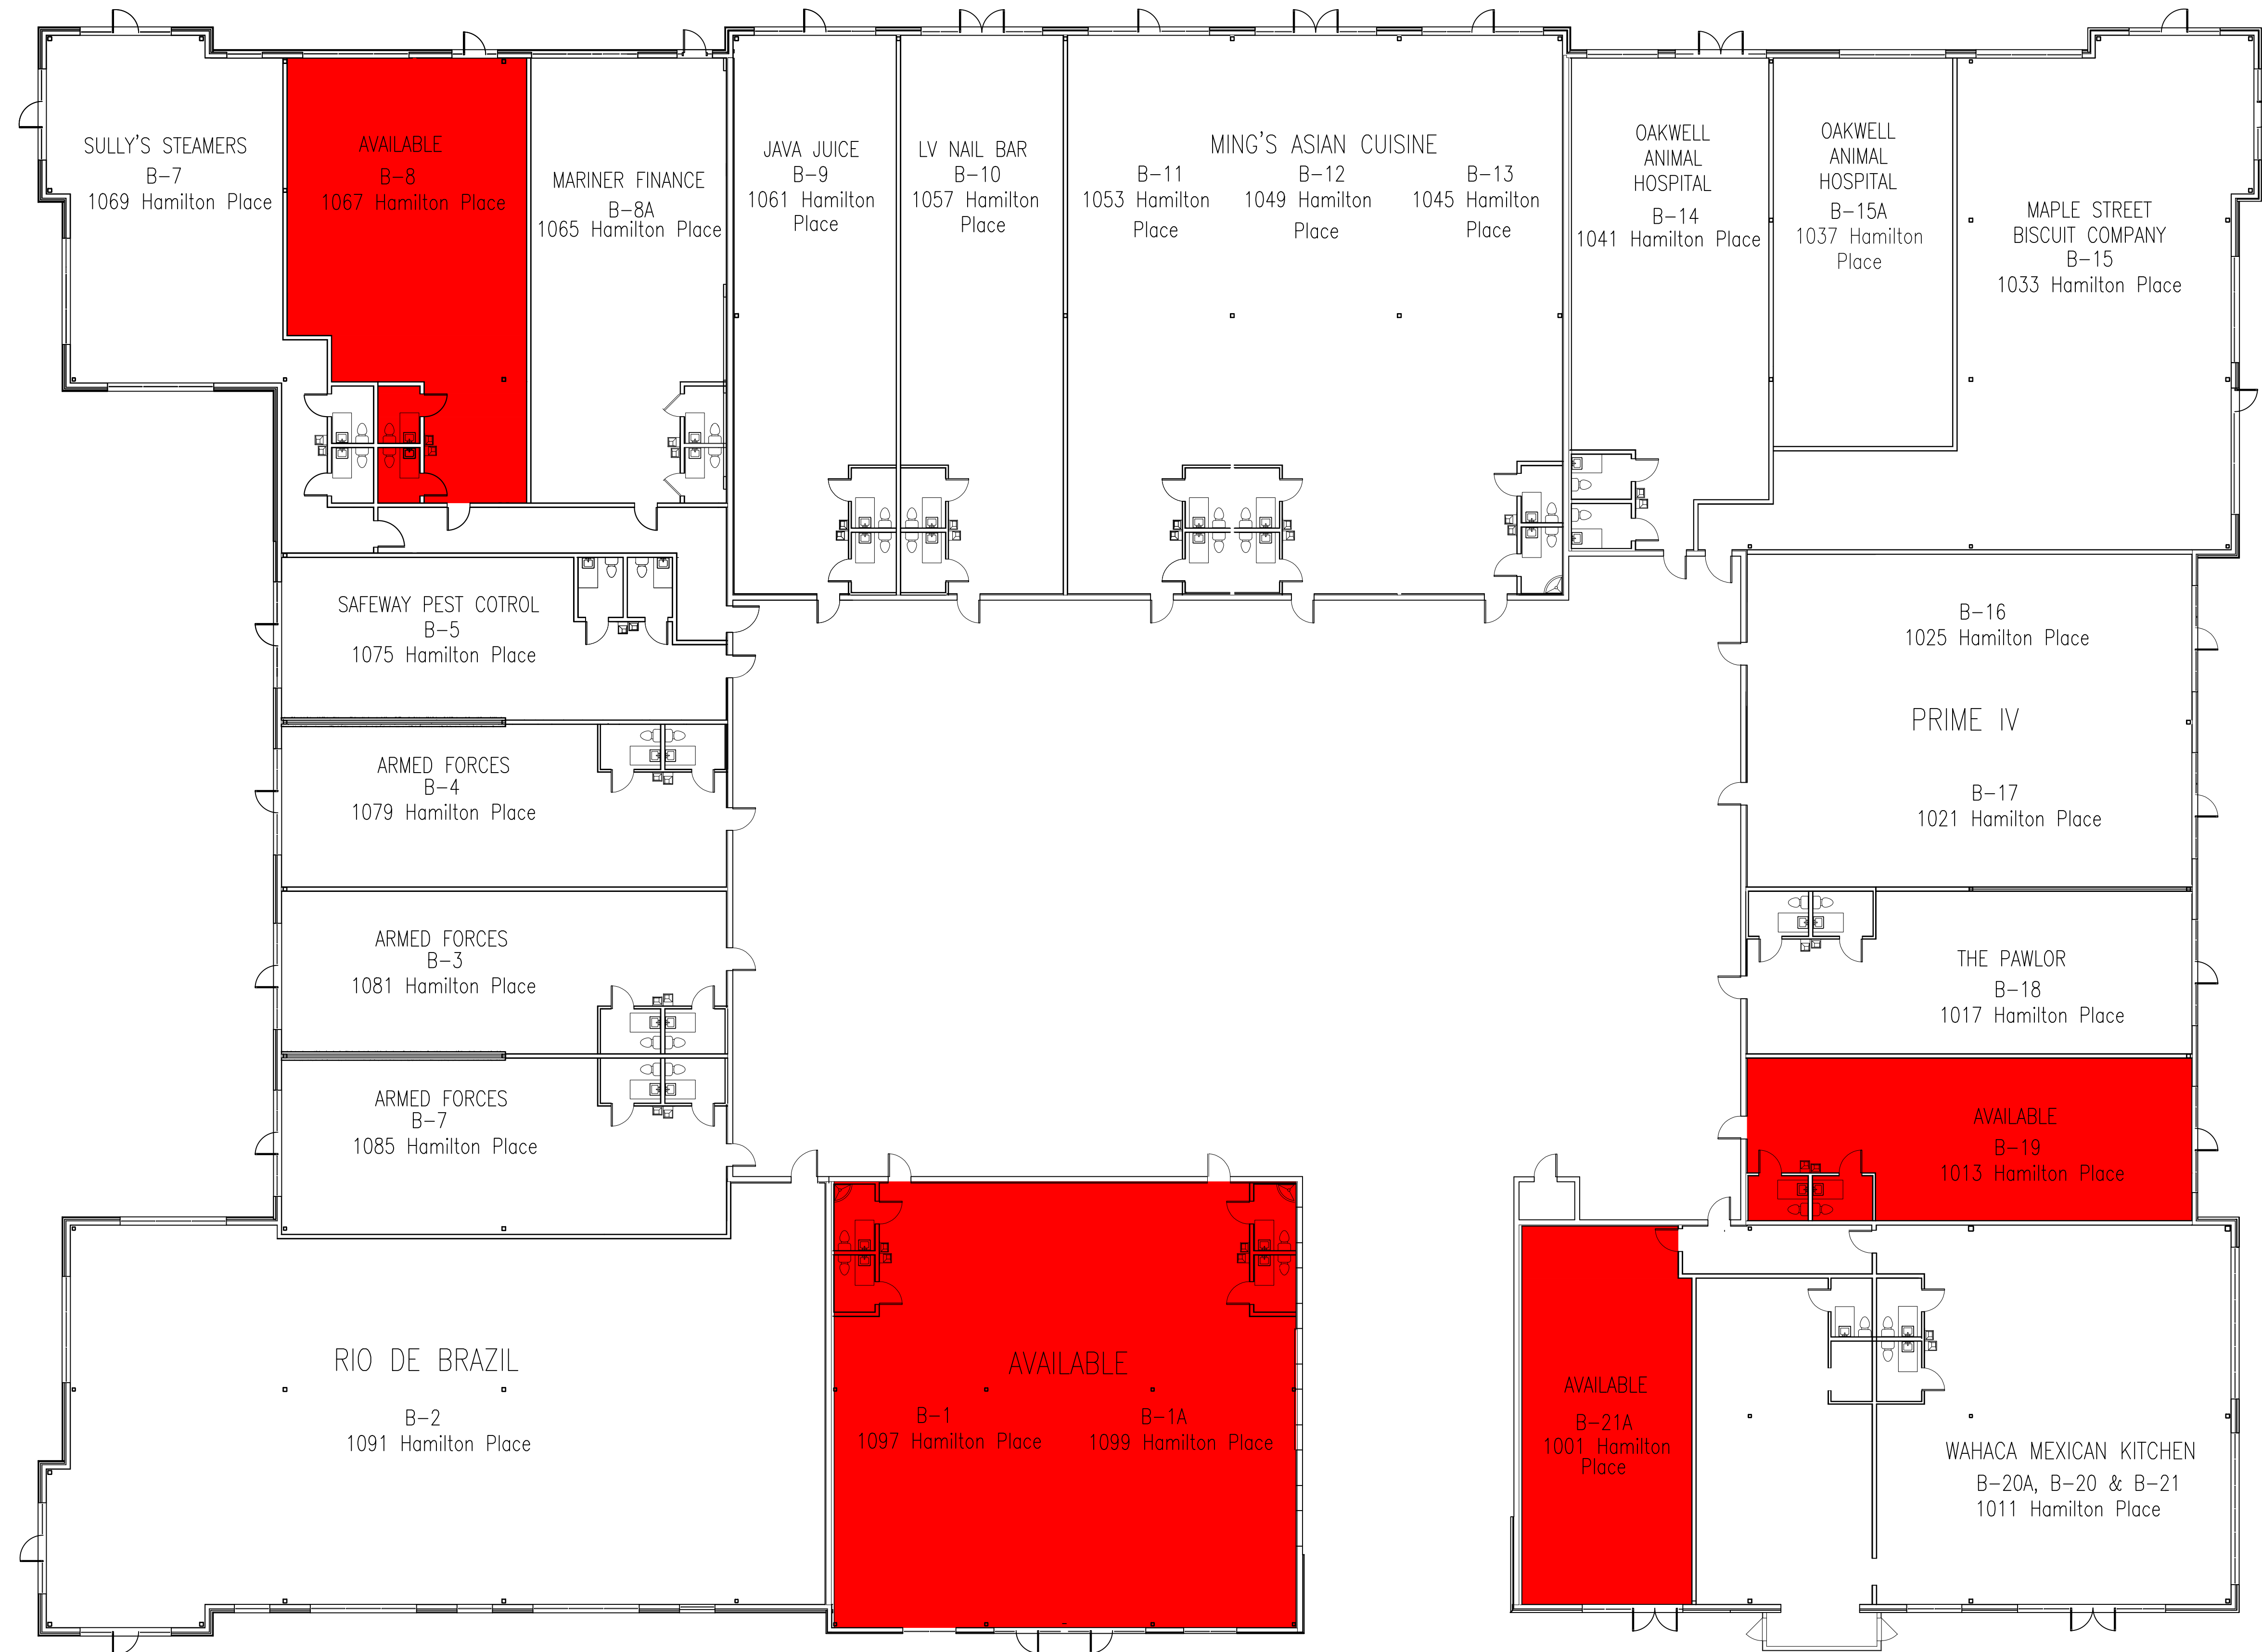 SULLY'S STEAMERS
B-7
1069 Hamilton Place
AVAILABLE
B-8
1067 Hamilton Place
MARINER FINANCE
B-8A
1065 Hamilton Place
JAVA JUICE
B-9
1061 Hamilton
Place
LV NAIL BAR
B-10
1057 Hamilton
Place
MING'S ASIAN CUISINE
B-11
1053 Hamilton
Place
B-12
1049 Hamilton
Place
B-13
1045 Hamilton
Place
OAKWELL
ANIMAL
HOSPITAL
B-14
1041 Hamilton Place
OAKWELL
ANIMAL
HOSPITAL
B-15A
1037 Hamilton
Place
MAPLE STREET
BISCUIT COMPANY
B-15
1033 Hamilton Place
SAFEWAY PEST COTROL
B-5
1075 Hamilton Place
ARMED FORCES
B-4
1079 Hamilton Place
ARMED FORCES
B-3
1081 Hamilton Place
ARMED FORCES
B-7
1085 Hamilton Place
B-16
1025 Hamilton Place
PRIME IV
B-17
1021 Hamilton Place
THE PAWLOR
B-18
1017 Hamilton Place
AVAILABLE
B-19
1013 Hamilton Place
RIO DE BRAZIL
B-2
1091 Hamilton Place
AVAILABLE
B-1
1097 Hamilton Place
B-1A
1099 Hamilton Place
AVAILABLE
B-21A
1001 Hamilton
Place
WAHACA MEXICAN KITCHEN
B-20A, B-20 & B-21
1011 Hamilton Place